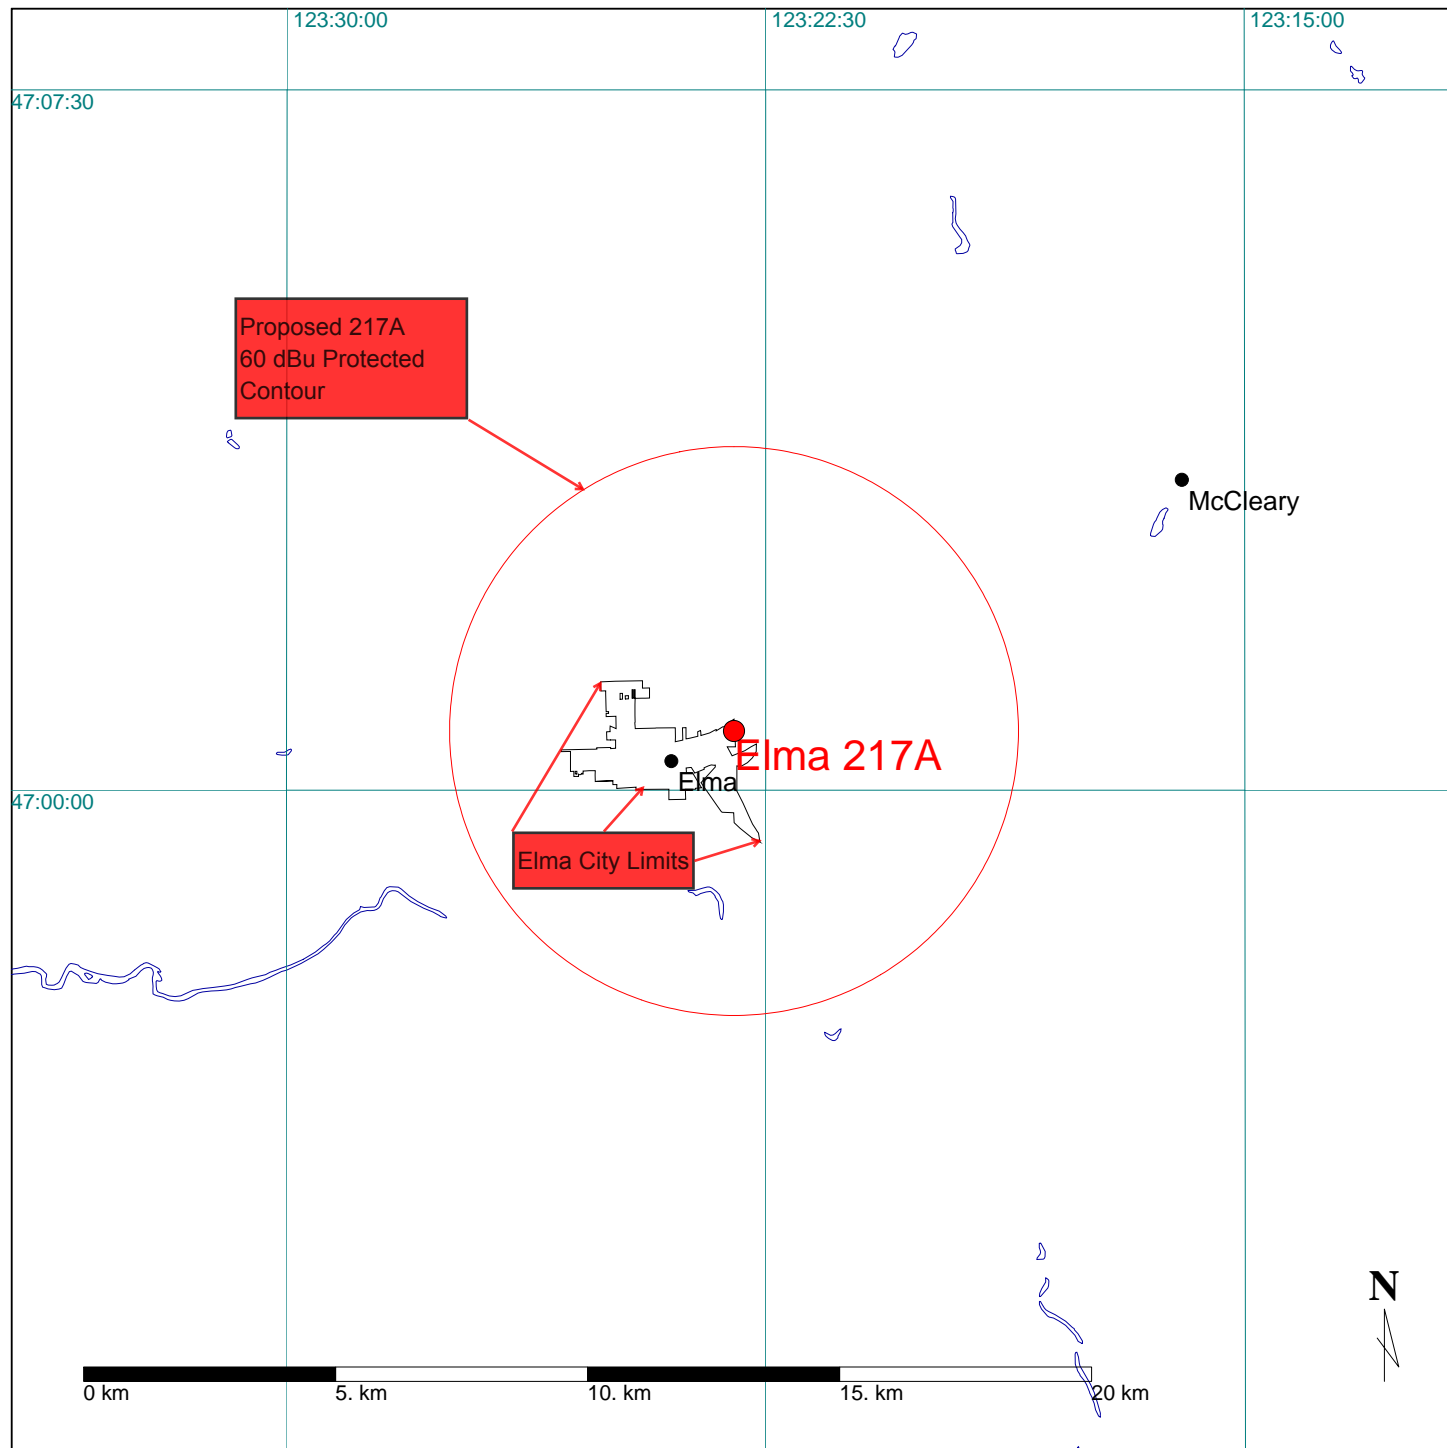 123:30:00
123:22:30
123:15:00
47:07:30
Proposed 217A
60 dBu Protected
Contour
McCleary
Elma 217A
Elma
47:00:00
Elma City Limits
N
0 km
5. km
10. km
15. km
20 km